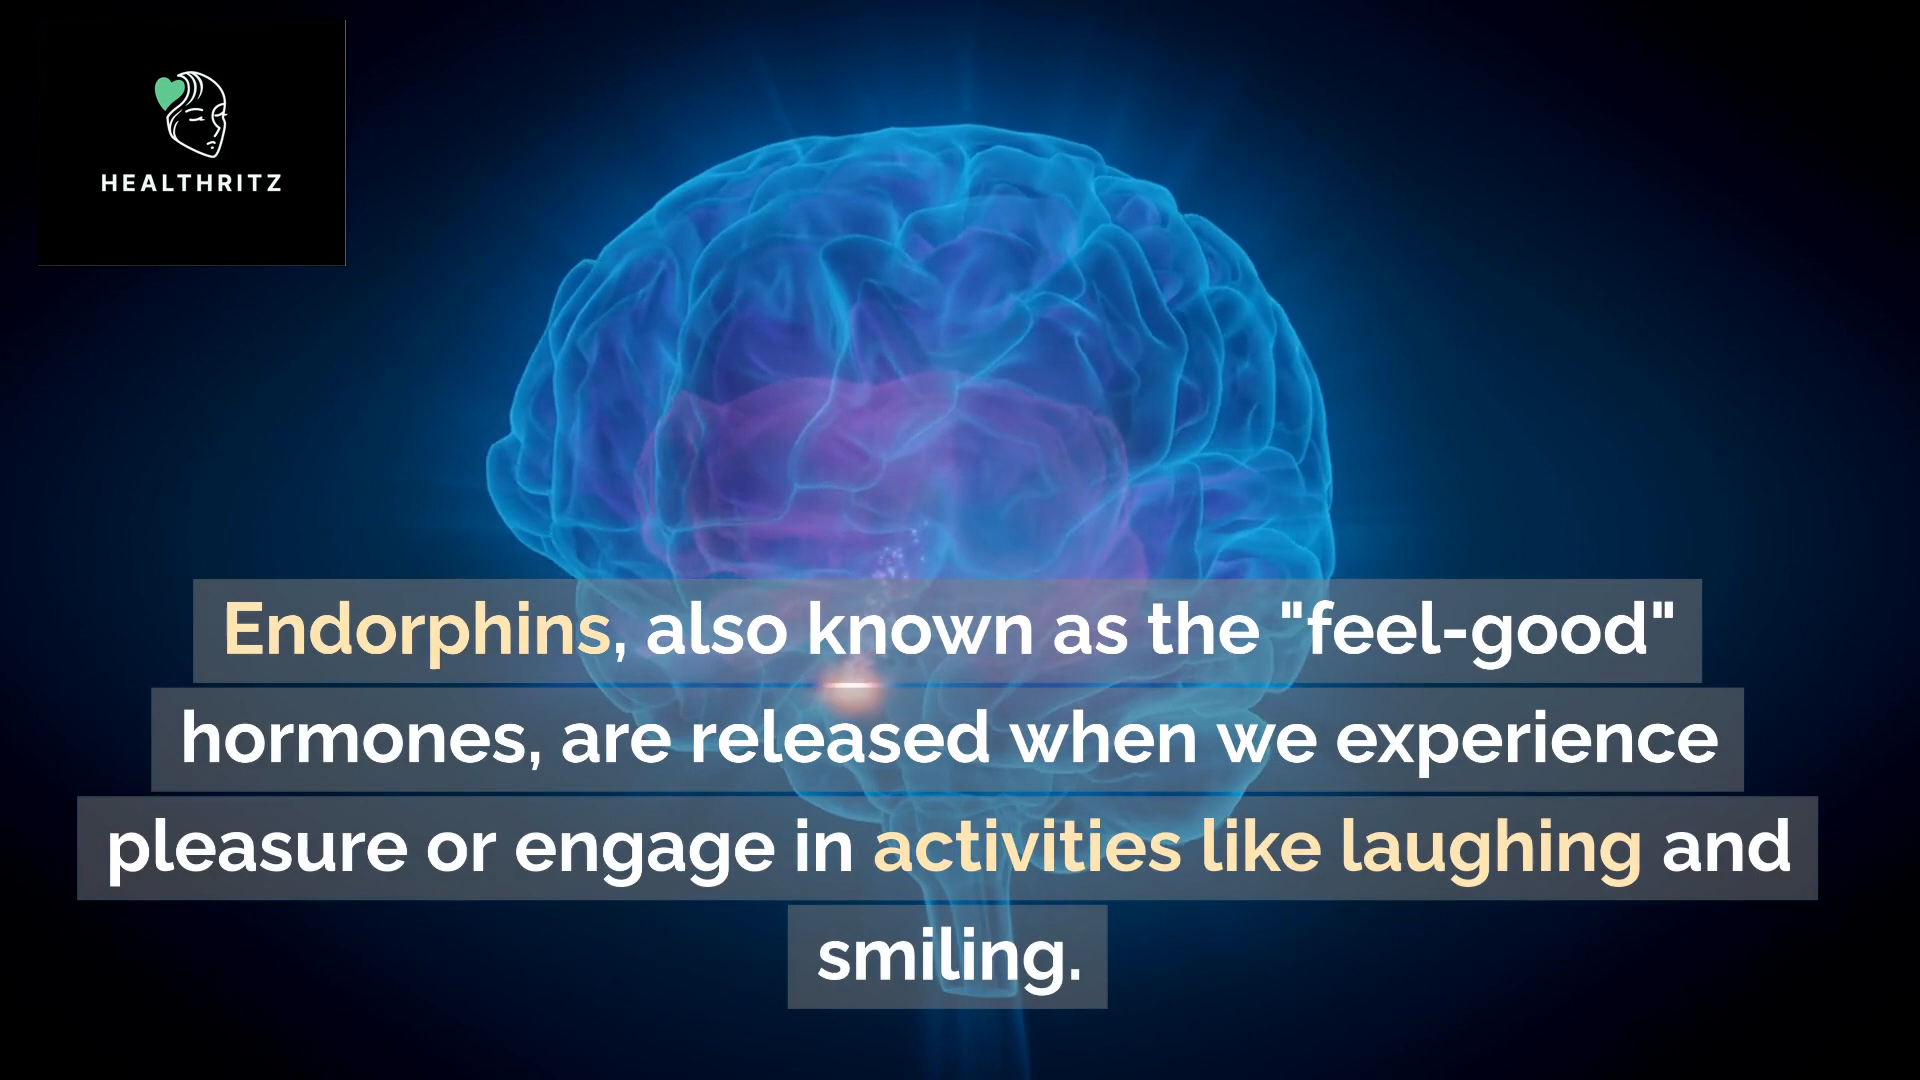 HEALTHRITZ
Endorphins, also known as the "feel-good"
hormones, are released when we experience
pleasure or engage in activities like laughing and
smiling.